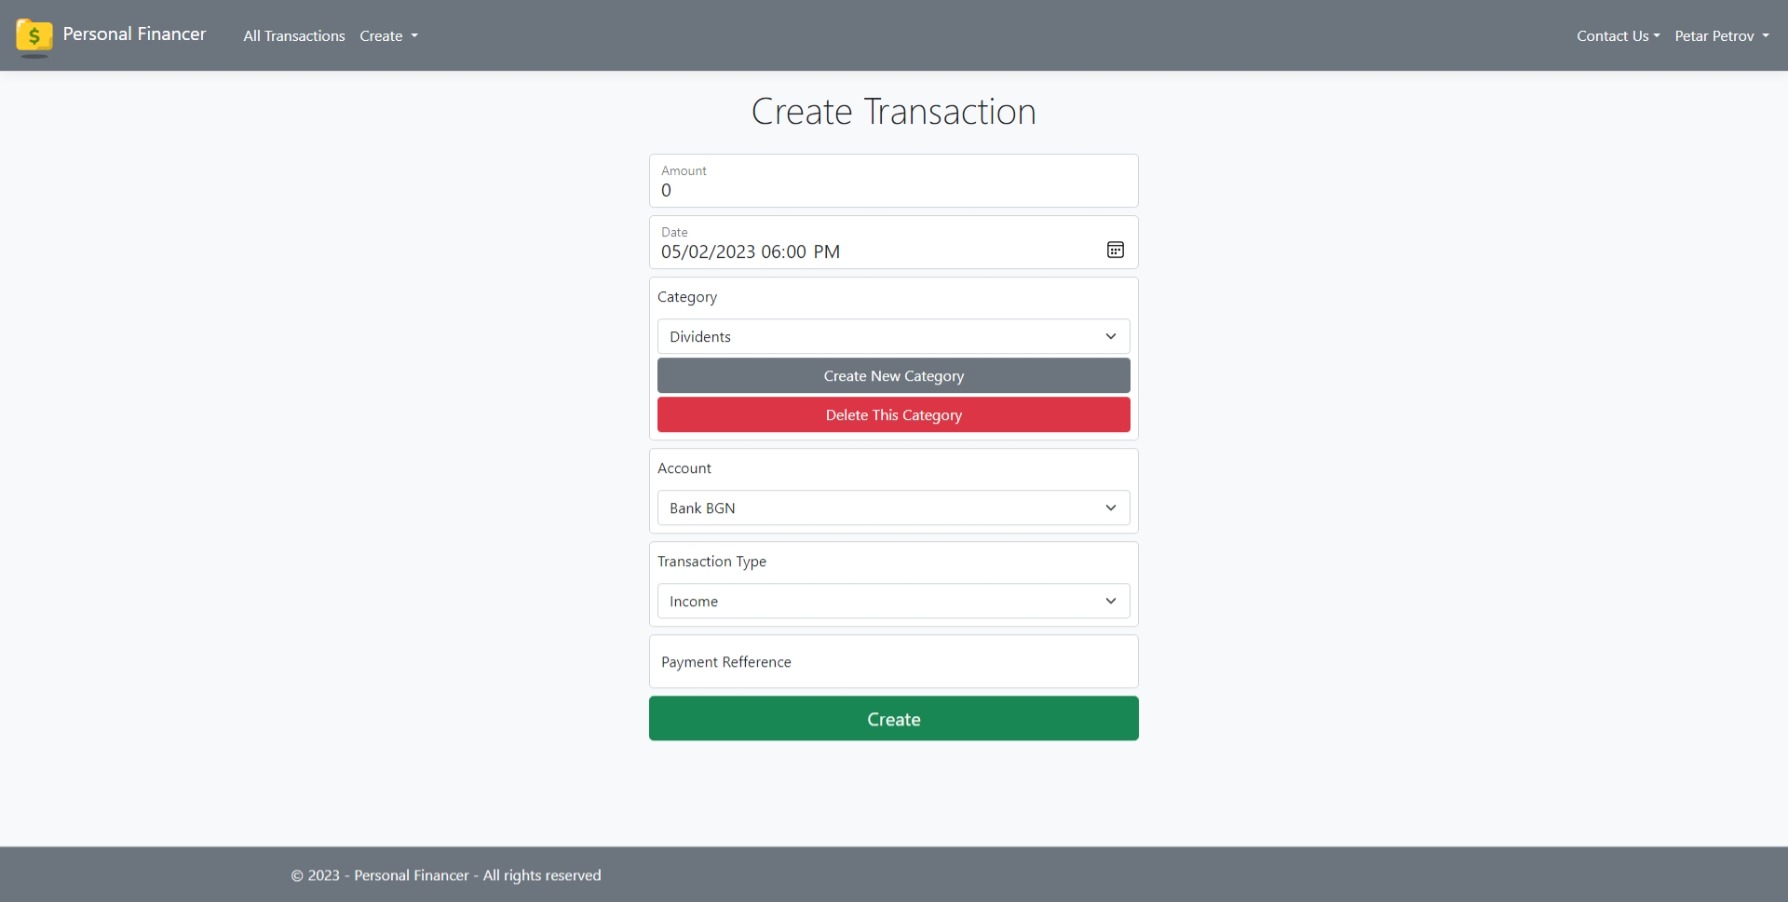 Personal Financer
All Transactions
Create
Contact Us
Petar Petrov
Create Transaction
Amount
0
Date
05/02/2023 06:00 PM
Category
Dividents
Create New Category
Delete This Category
Account
Bank BGN
Transaction Type
Income
Payment Refference
Create
© 2023 - Personal Financer - All rights reserved